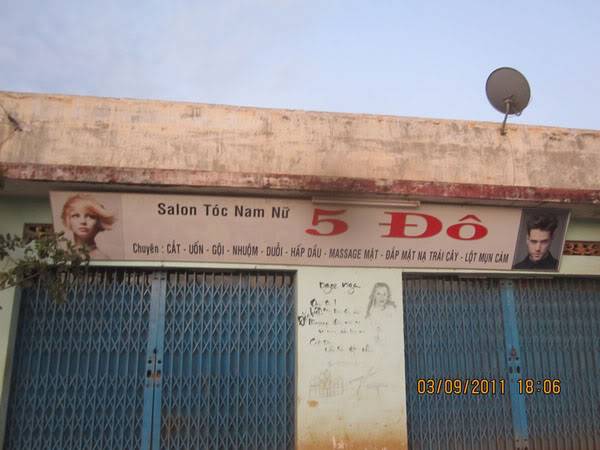 Salon Tóc Nam Nữ
5 Đô
Chuyên : CẮT - UỐN - GỘI - NHUỘM - DUỖI - HẤP DẦU - MASSAGE MẶT - ĐẮP MẶT NẠ TRÁI CÂY - LỘT MỤN CÁM
03/09/2011 18:06